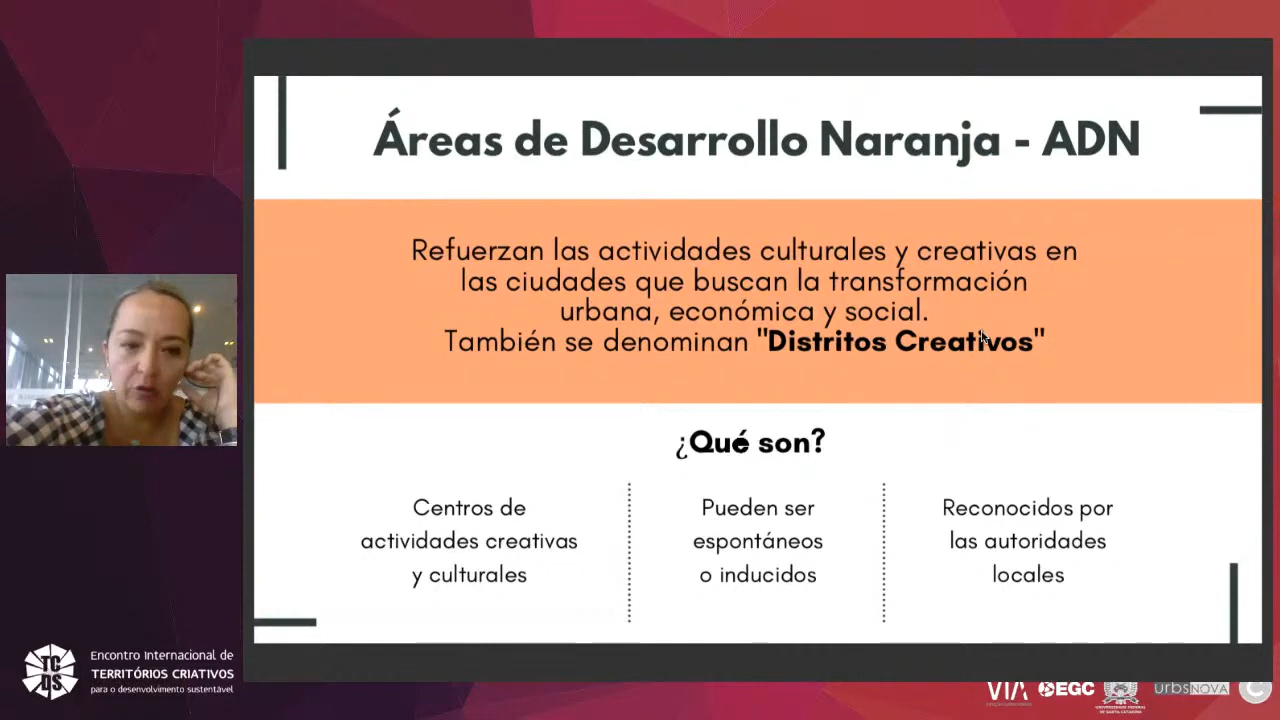 Áreas de Desarrollo Naranja - ADN
Refuerzan las actividades culturales y creativas en
las ciudades que buscan la transformación
urbana, económica y social.
También se denominan "Distritos Creativos"
¿Qué son?
Centros de
actividades creativas
y culturales
Pueden ser
espontáneos
o inducidos
Reconocidos por
las autoridades
locales
TC
DS
Encontro Internacional de
TERRITÓRIOS CRIATIVOS
para o desenvolvimento sustentável
VIA
EGC
urbsNOVA